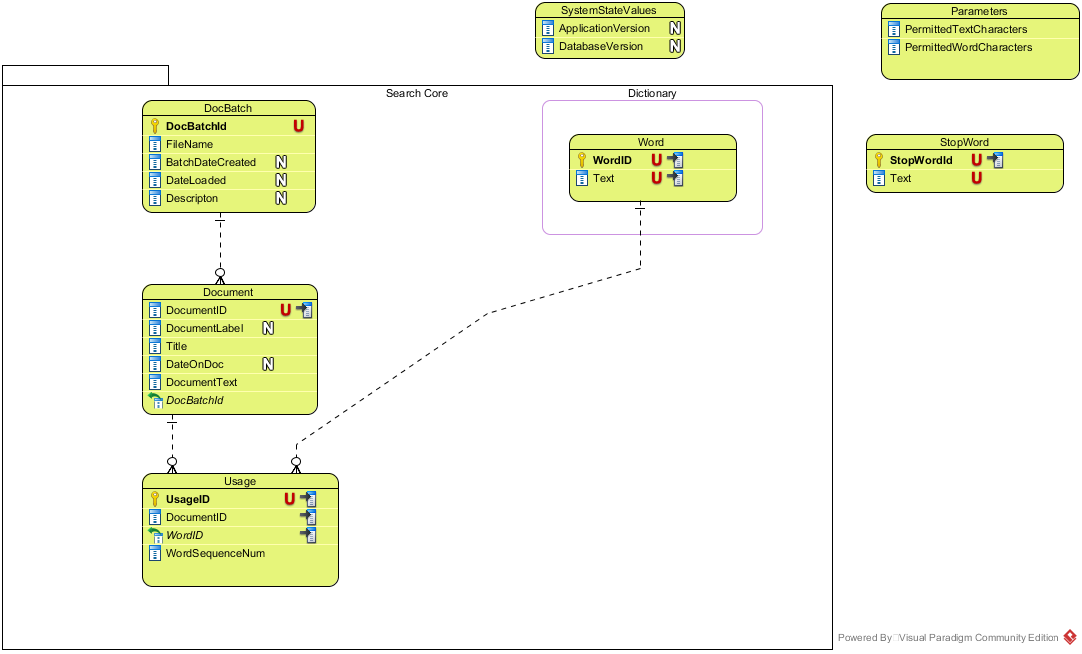 SystemStateValues
ApplicationVersion N
DatabaseVersion N
Parameters
PermittedTextCharacters
PermittedWordCharacters
Search Core
Dictionary
DocBatch
DocBatchId U
FileName
BatchDateCreated N
DateLoaded N
Descripton N
Word
WordID U
Text U
StopWord
StopWordId U
Text U
Document
DocumentID U
DocumentLabel N
Title
DateOnDoc N
DocumentText
DocBatchId
Usage
UsageID U
DocumentID
WordID
WordSequenceNum
Powered By Visual Paradigm Community Edition